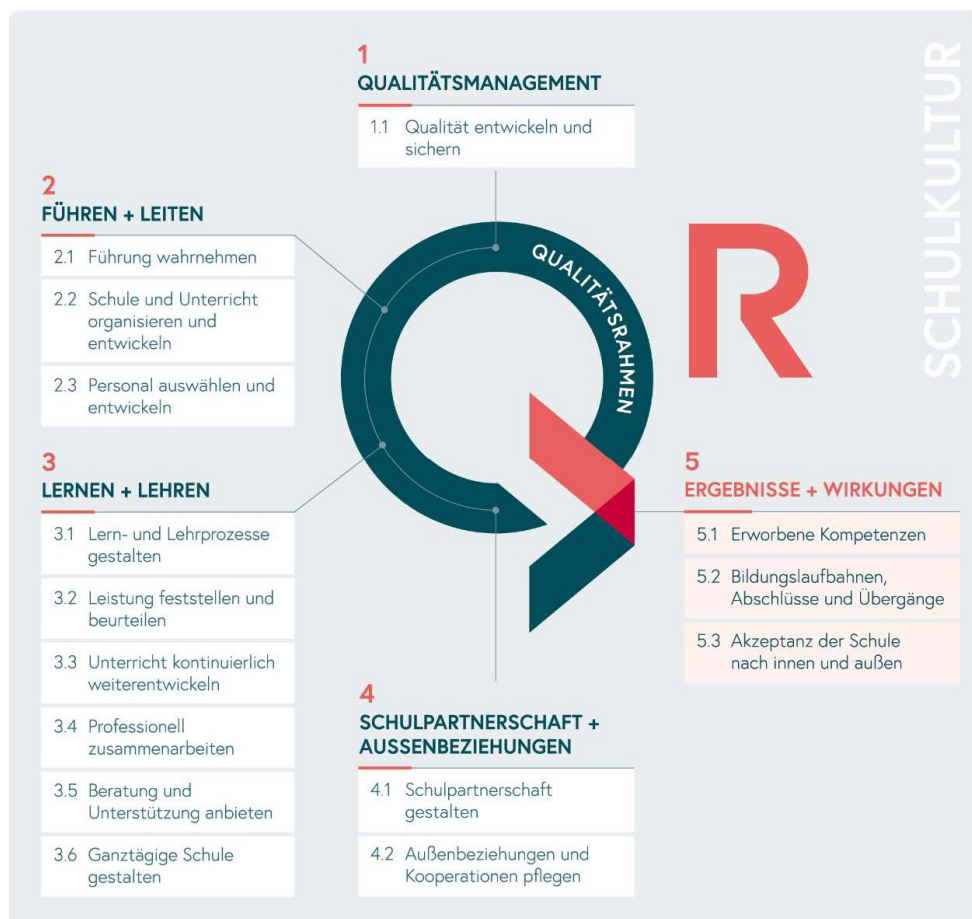 SCHULKULTUR
1
QUALITÄTSMANAGEMENT
1.1 Qualität entwickeln und
sichern
2
FÜHREN + LEITEN
2.1 Führung wahrnehmen
2.2 Schule und Unterricht
organisieren und
entwickeln
2.3 Personal auswählen und
entwickeln
QUALITÄTSRAHMEN
R
3
LERNEN + LEHREN
3.1 Lern- und Lehrprozesse
gestalten
3.2 Leistung feststellen und
beurteilen
3.3 Unterricht kontinuierlich
weiterentwickeln
3.4 Professionell
zusammenarbeiten
3.5 Beratung und
Unterstützung anbieten
3.6 Ganztägige Schule
gestalten
4
SCHULPARTNERSCHAFT +
AUSSENBEZIEHUNGEN
4.1 Schulpartnerschaft
gestalten
4.2 Außenbeziehungen und
Kooperationen pflegen
5
ERGEBNISSE + WIRKUNGEN
5.1 Erworbene Kompetenzen
5.2 Bildungslaufbahnen,
Abschlüsse und Übergänge
5.3 Akzeptanz der Schule
nach innen und außen